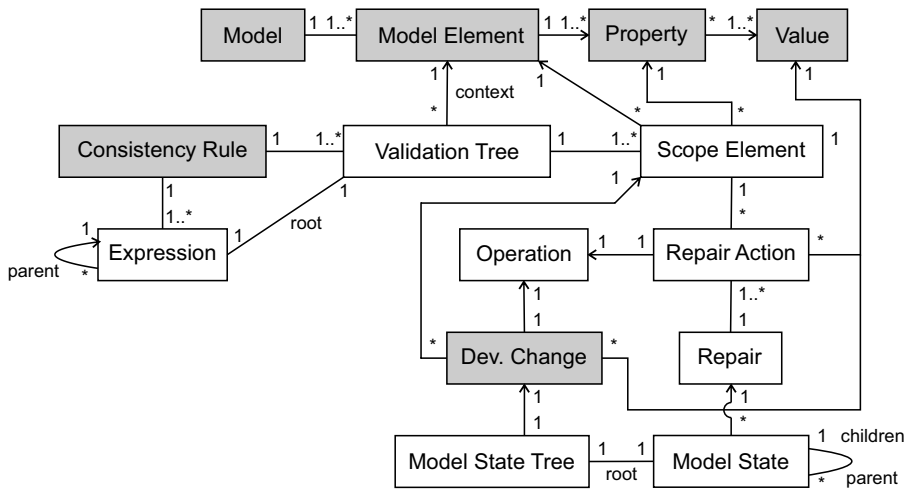 Model 1 1..* Model Element 1 1..* Property * 1..* Value
1 1 1 1
context
* * *
Consistency Rule 1 1..* Validation Tree 1 1..* Scope Element 1
1 1 1 1
1..* root *
1 Expression 1 Operation 1 1 Repair Action *
parent *
1 1..*
1 1
* Dev. Change * Repair
1 1
1 *
Model State Tree 1 1 Model State 1 children
root * parent